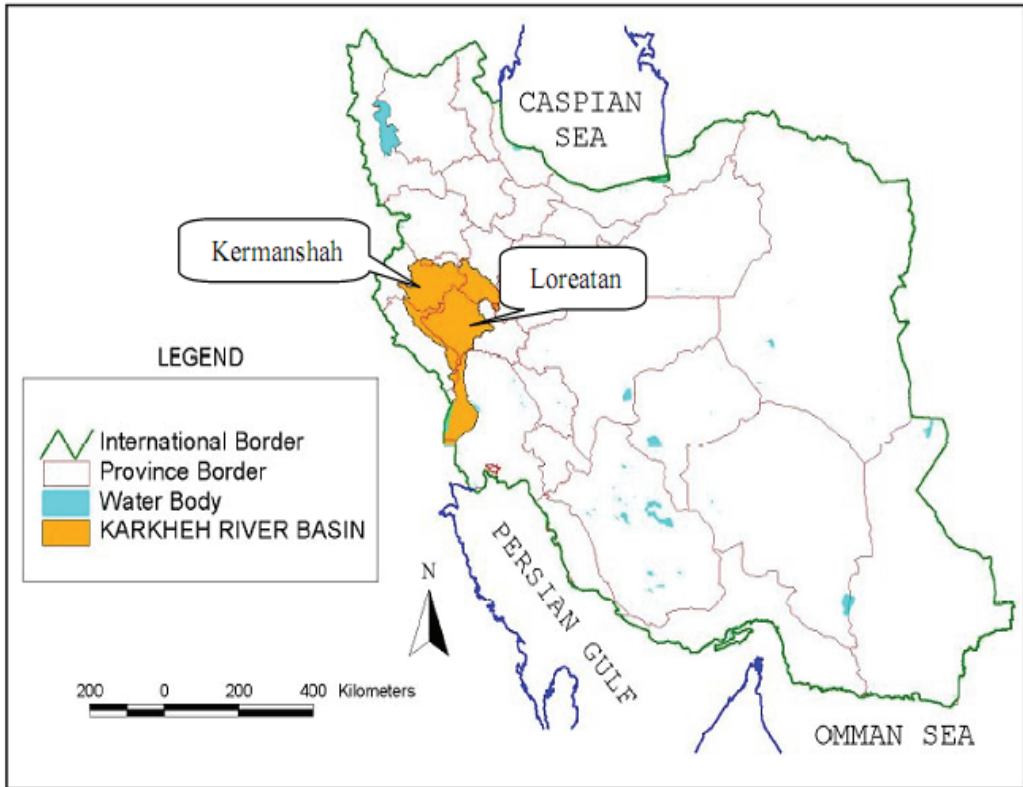 CASPIAN
SEA
Kermanshah
Loreatan
LEGEND
International Border
Province Border
Water Body
KARKHEH RIVER BASIN
N
PERSIAN GULF
200 0 200 400 Kilometers
OMMAN SEA